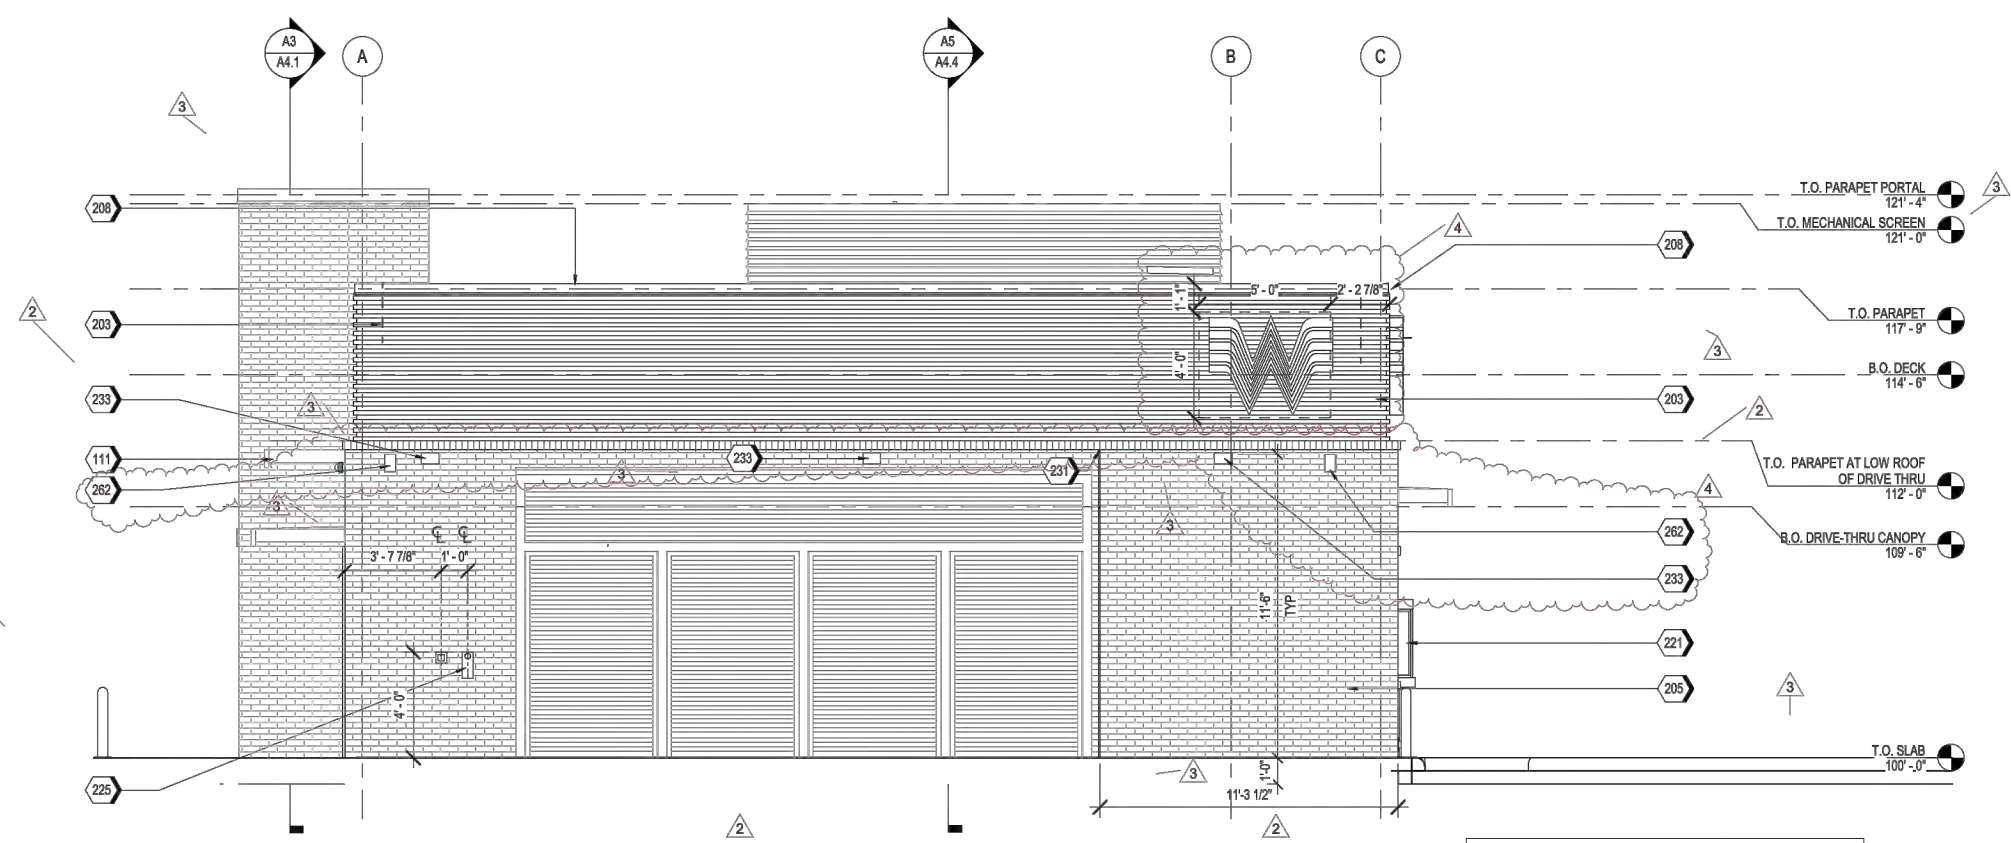 A3
A4.1
A
A5
A4.4
B
C
3
T.O. PARAPET PORTAL
121' - 4"
3
208
T.O. MECHANICAL SCREEN
121' - 0"
4
208
5' - 0"
2' - 2 7/8"
1' - 1"
2
203
T.O. PARAPET
117' - 9"
3
4' - 0"
W
B.O. DECK
114' - 6"
233
203
3
2
111
233
231
T.O. PARAPET AT LOW ROOF
OF DRIVE THRU
112' - 0"
262
3
4
3
3
262
B.O. DRIVE-THRU CANOPY
109' - 6"
CL CL
3' - 7 7/8"
1' - 0"
233
11'-6"
TYP
221
4' - 0"
205
3
T.O. SLAB
100' - 0"
3
1'-0"
225
11'-3 1/2"
2
2